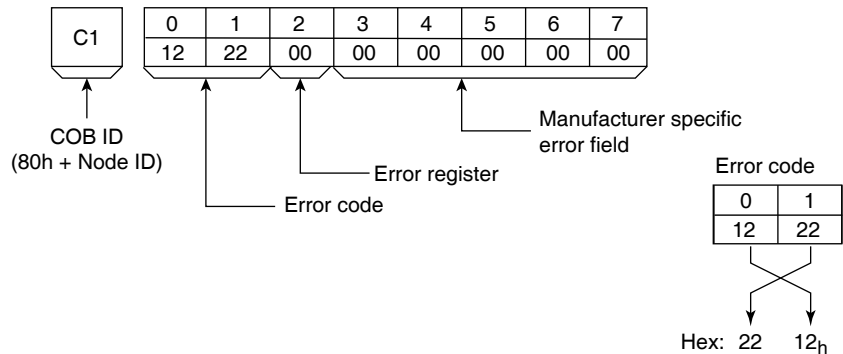 C1
0 1 2 3 4 5 6 7
12 22 00 00 00 00 00 00
COB ID
(80h + Node ID)
Manufacturer specific
error field
Error register
Error code
Error code
0 1
12 22
Hex: 22 12h